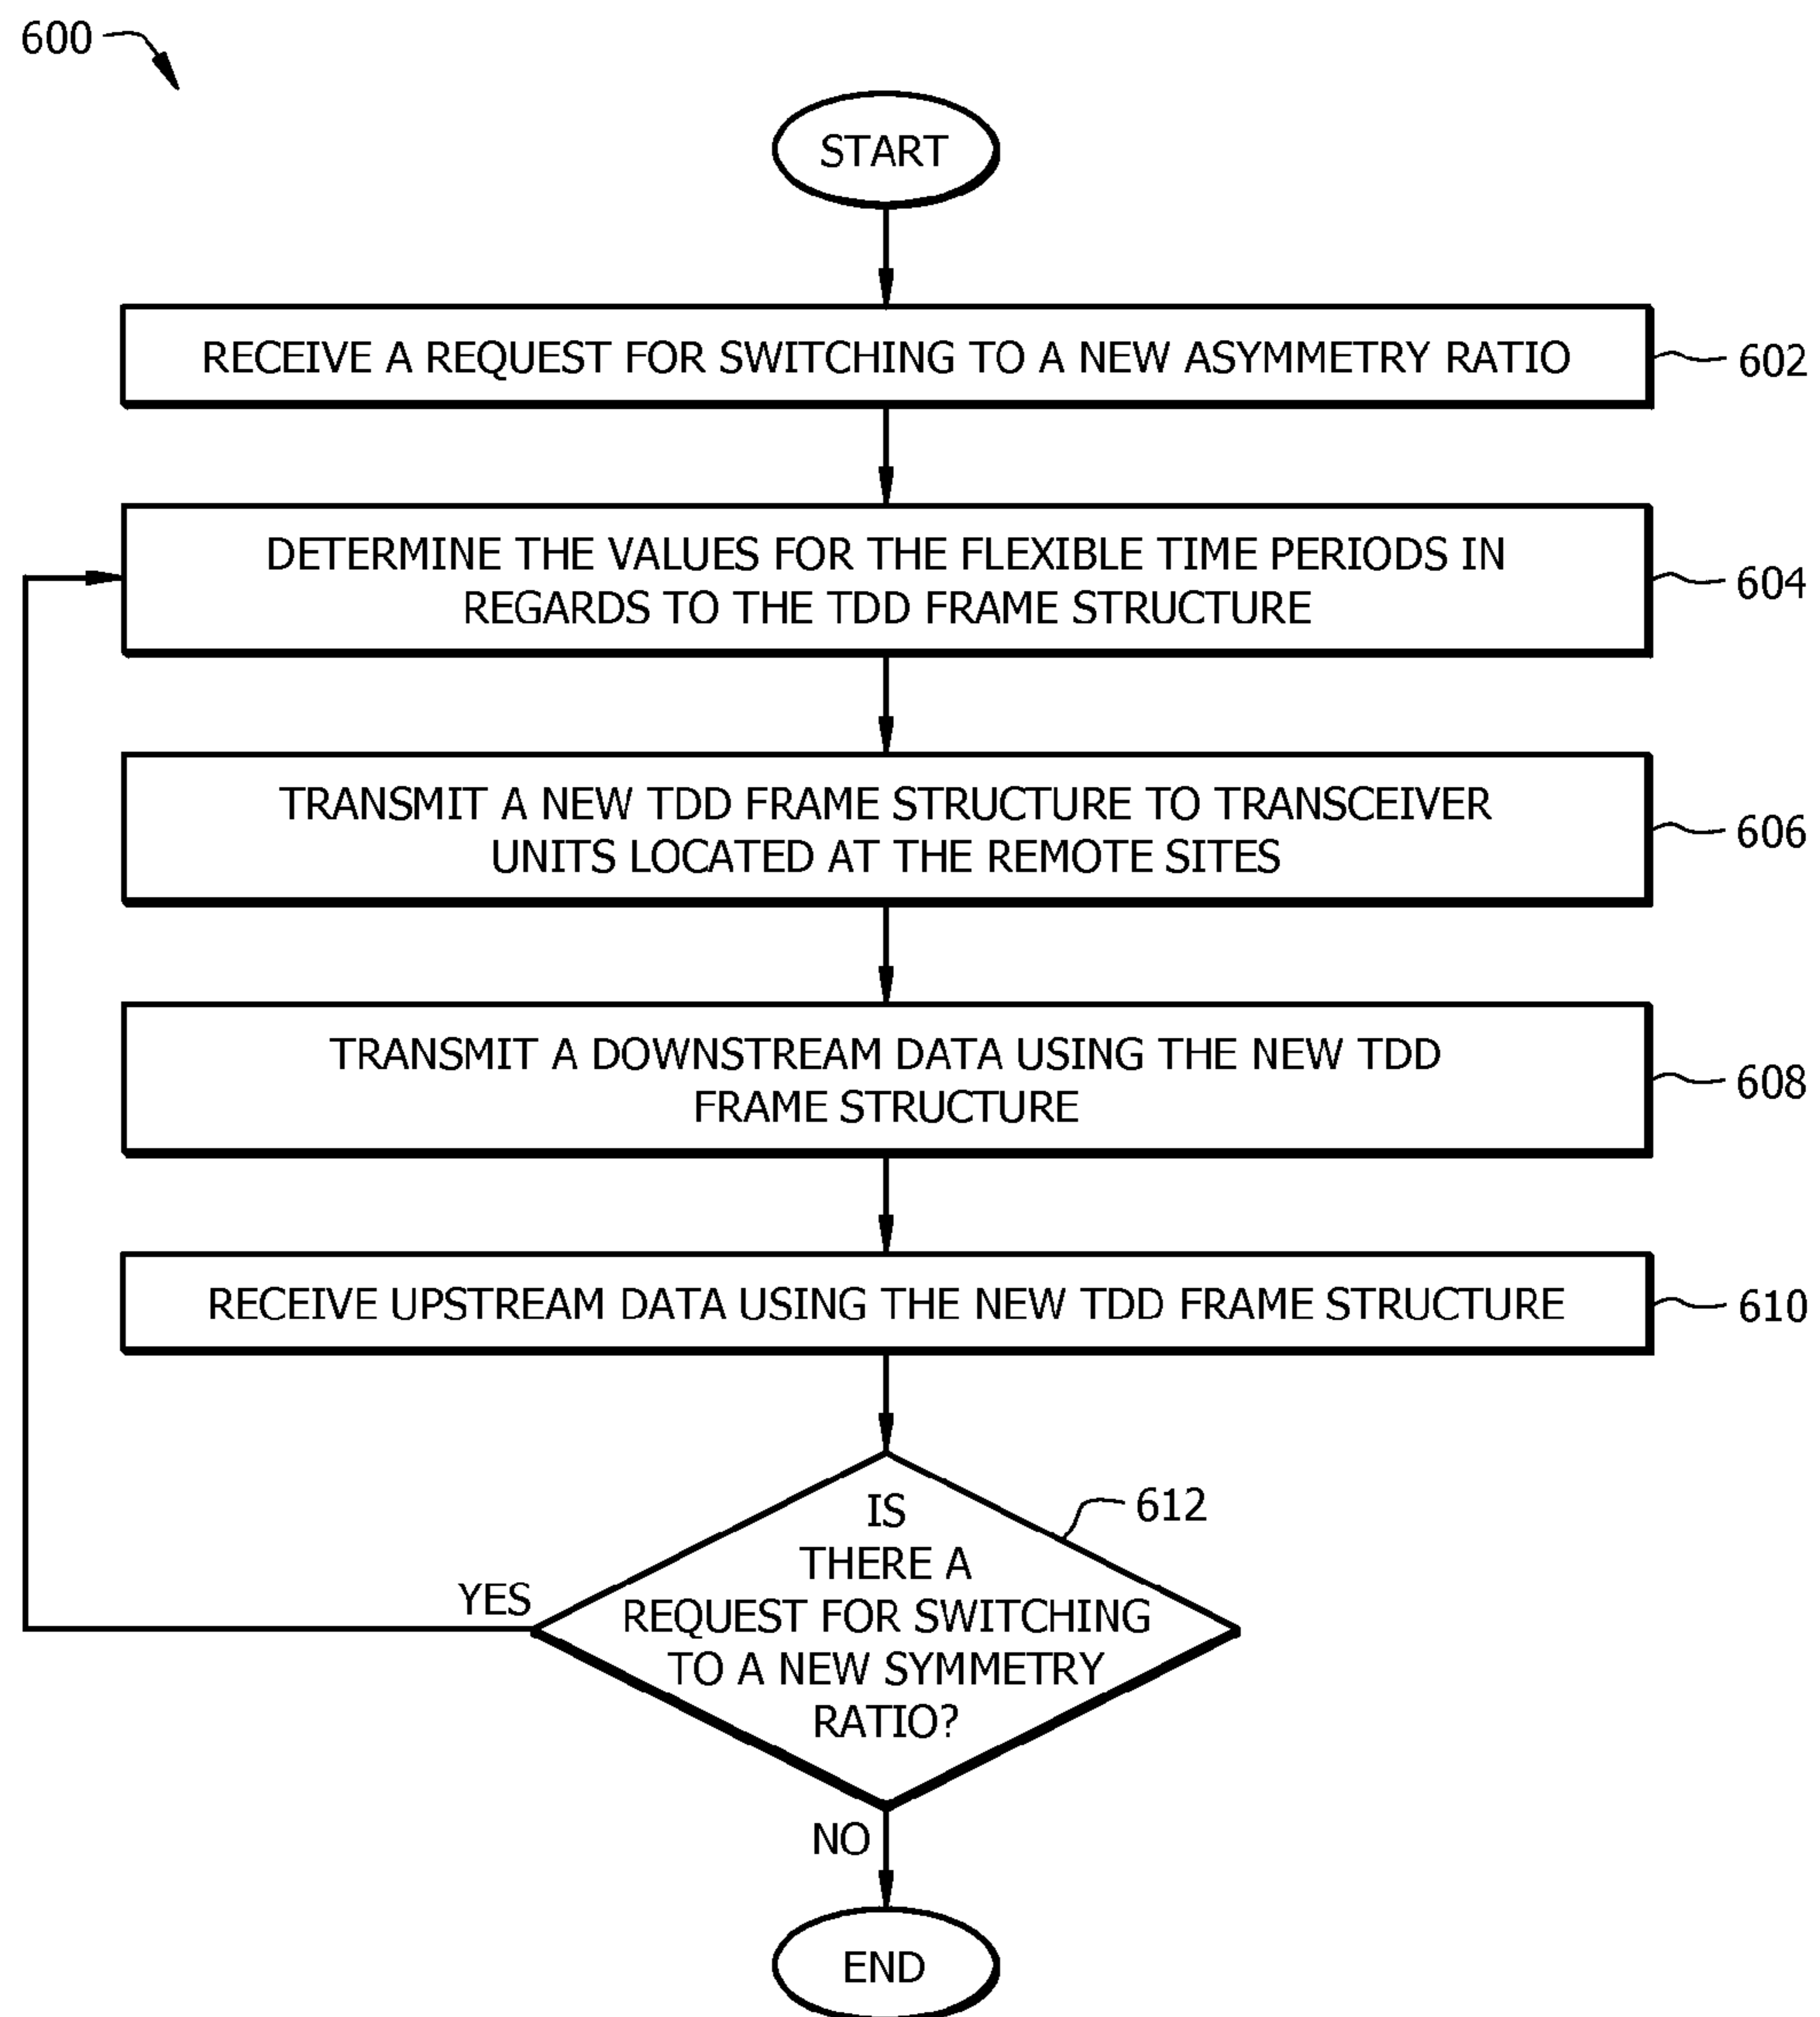 600
START
RECEIVE A REQUEST FOR SWITCHING TO A NEW ASYMMETRY RATIO
602
DETERMINE THE VALUES FOR THE FLEXIBLE TIME PERIODS IN
REGARDS TO THE TDD FRAME STRUCTURE
604
TRANSMIT A NEW TDD FRAME STRUCTURE TO TRANSCEIVER
UNITS LOCATED AT THE REMOTE SITES
606
TRANSMIT A DOWNSTREAM DATA USING THE NEW TDD
FRAME STRUCTURE
608
RECEIVE UPSTREAM DATA USING THE NEW TDD FRAME STRUCTURE
610
IS
THERE A
REQUEST FOR SWITCHING
TO A NEW SYMMETRY
RATIO?
612
YES
NO
END